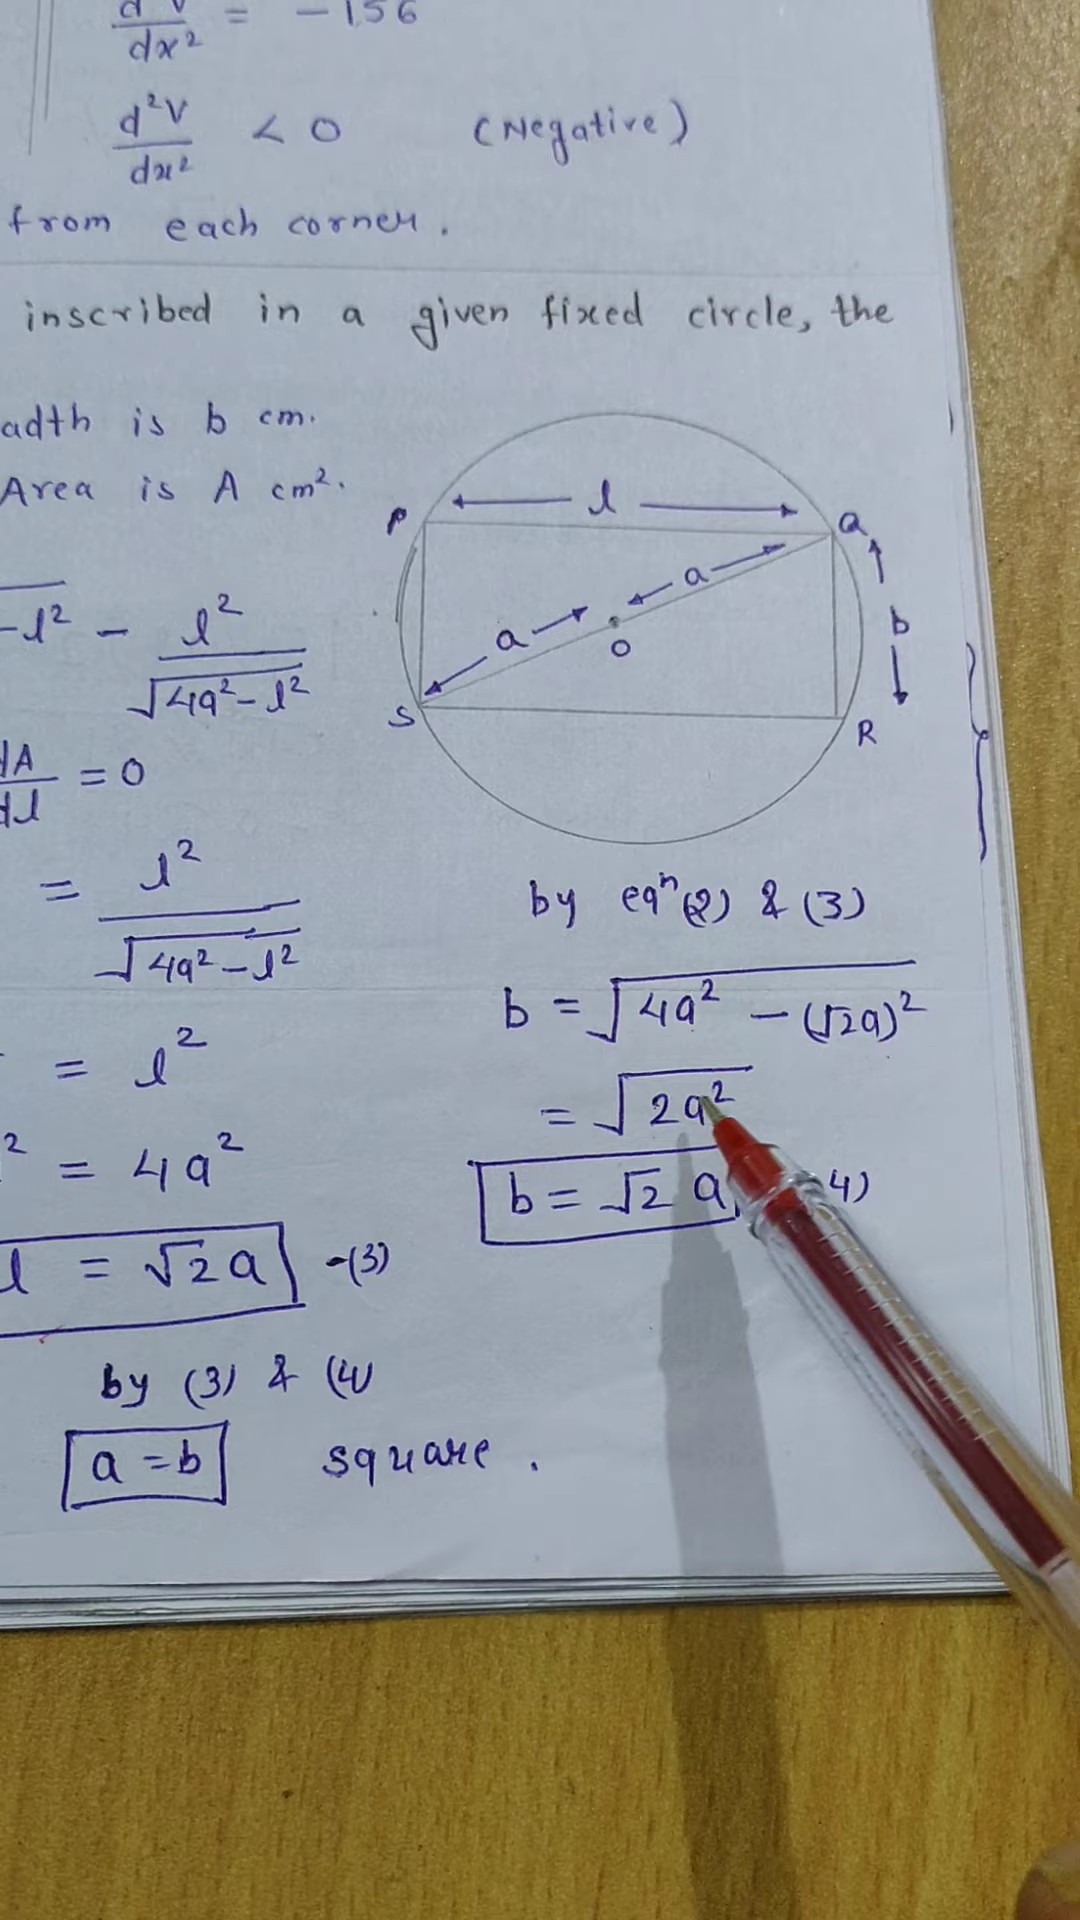 d²V/dx² = -156
d²V/dx² < 0 (Negative)
from each corner.
inscribed in a given fixed circle, the
adth is b cm.
Area is A cm².
P l Q
a a b
O
S R
-l² - l²/√4a²-l²
dA/dl = 0
= l²/√4a²-l²
by eqⁿ(2) & (3)
b = √4a² - (√2a)²
= l²
= √2a²
² = 4a²
b = √2 a 4)
l = √2a -(3)
by (3) & (4)
a = b square.